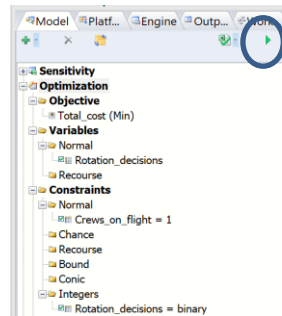 Model Platf... Engine Outp... Work
Sensitivity
Optimization
Objective
Total_cost (Min)
Variables
Normal
Rotation_decisions
Recourse
Constraints
Normal
Crews_on_flight = 1
Chance
Recourse
Bound
Conic
Integers
Rotation_decisions = binary